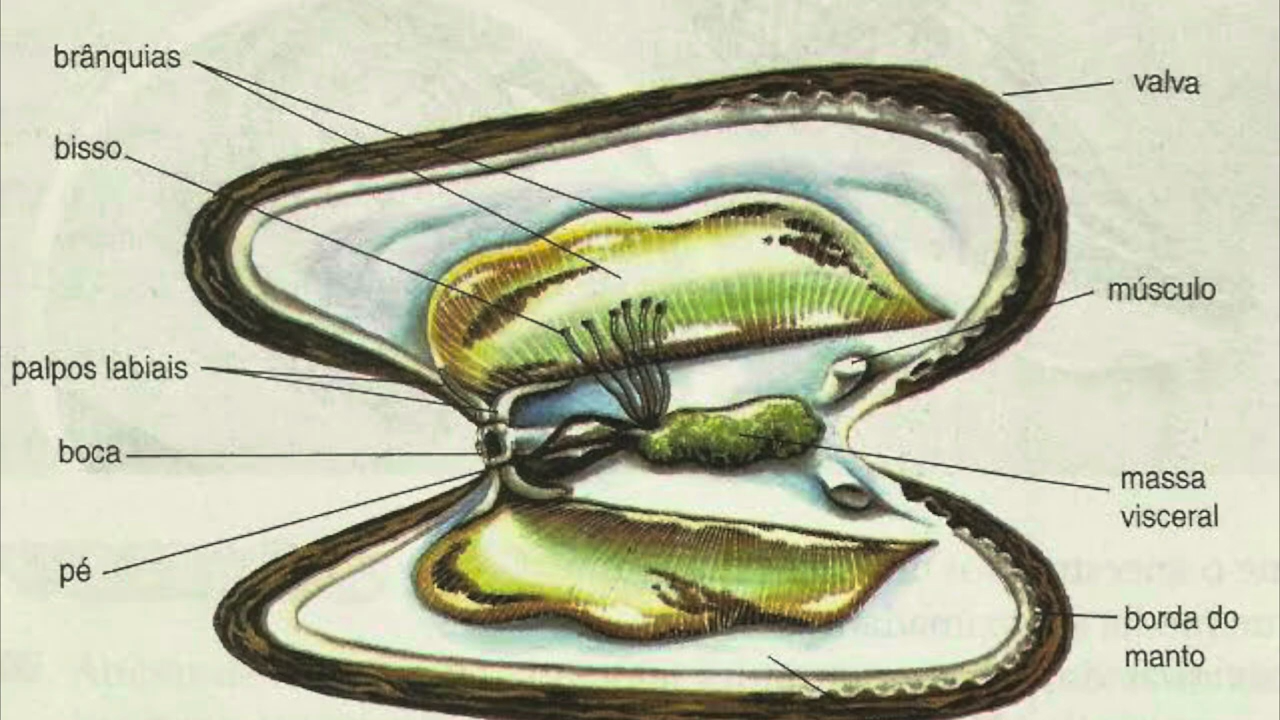 brânquias
valva
bisso
músculo
palpos labiais
boca
massa
visceral
pé
borda do
manto